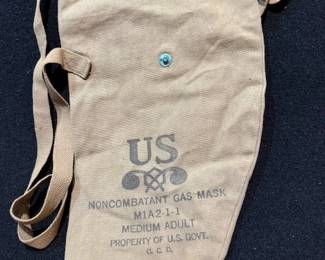 US
NONCOMBATANT GAS MASK
M1A2-1-1
MEDIUM ADULT
PROPERTY OF U.S. GOVT.
O. C. D.